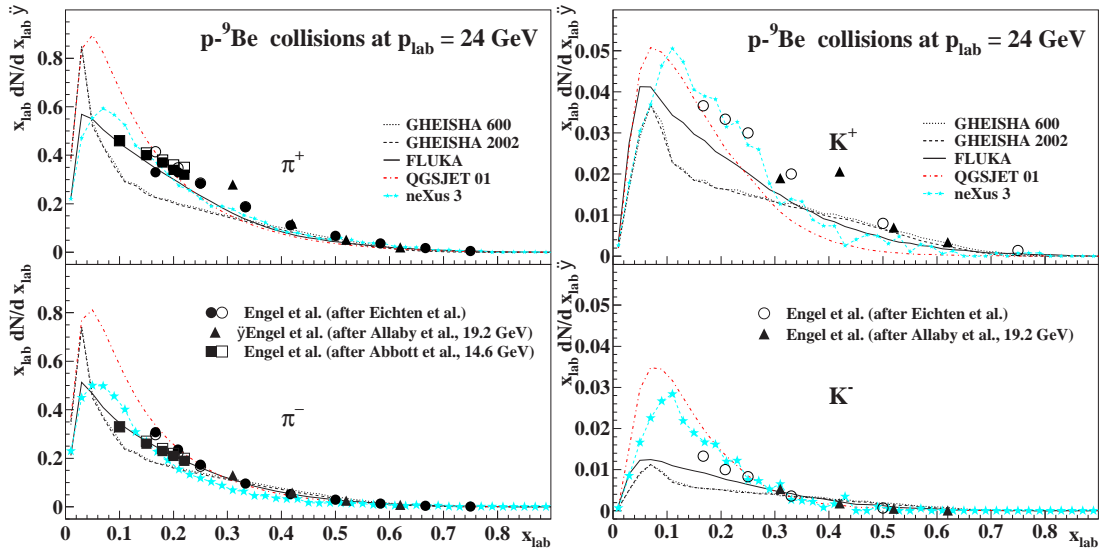 p-⁹Be collisions at p_lab = 24 GeV
x_lab dN/d x_lab ÿ
0.8
0.6
0.4
0.2
0
π⁺
GHEISHA 600
GHEISHA 2002
FLUKA
QGSJET 01
neXus 3
x_lab dN/d x_lab ÿ
0.8
0.6
0.4
0.2
0
Engel et al. (after Eichten et al.)
ÿEngel et al. (after Allaby et al., 19.2 GeV)
Engel et al. (after Abbott et al., 14.6 GeV)
π⁻
0 0.1 0.2 0.3 0.4 0.5 0.6 0.7 0.8
x_lab
p-⁹Be collisions at p_lab = 24 GeV
x_lab dN/d x_lab ÿ
0.05
0.04
0.03
0.02
0.01
0
K⁺
GHEISHA 600
GHEISHA 2002
FLUKA
QGSJET 01
neXus 3
x_lab dN/d x_lab ÿ
0.05
0.04
0.03
0.02
0.01
0
Engel et al. (after Eichten et al.)
Engel et al. (after Allaby et al., 19.2 GeV)
K⁻
0 0.1 0.2 0.3 0.4 0.5 0.6 0.7 0.8
x_lab